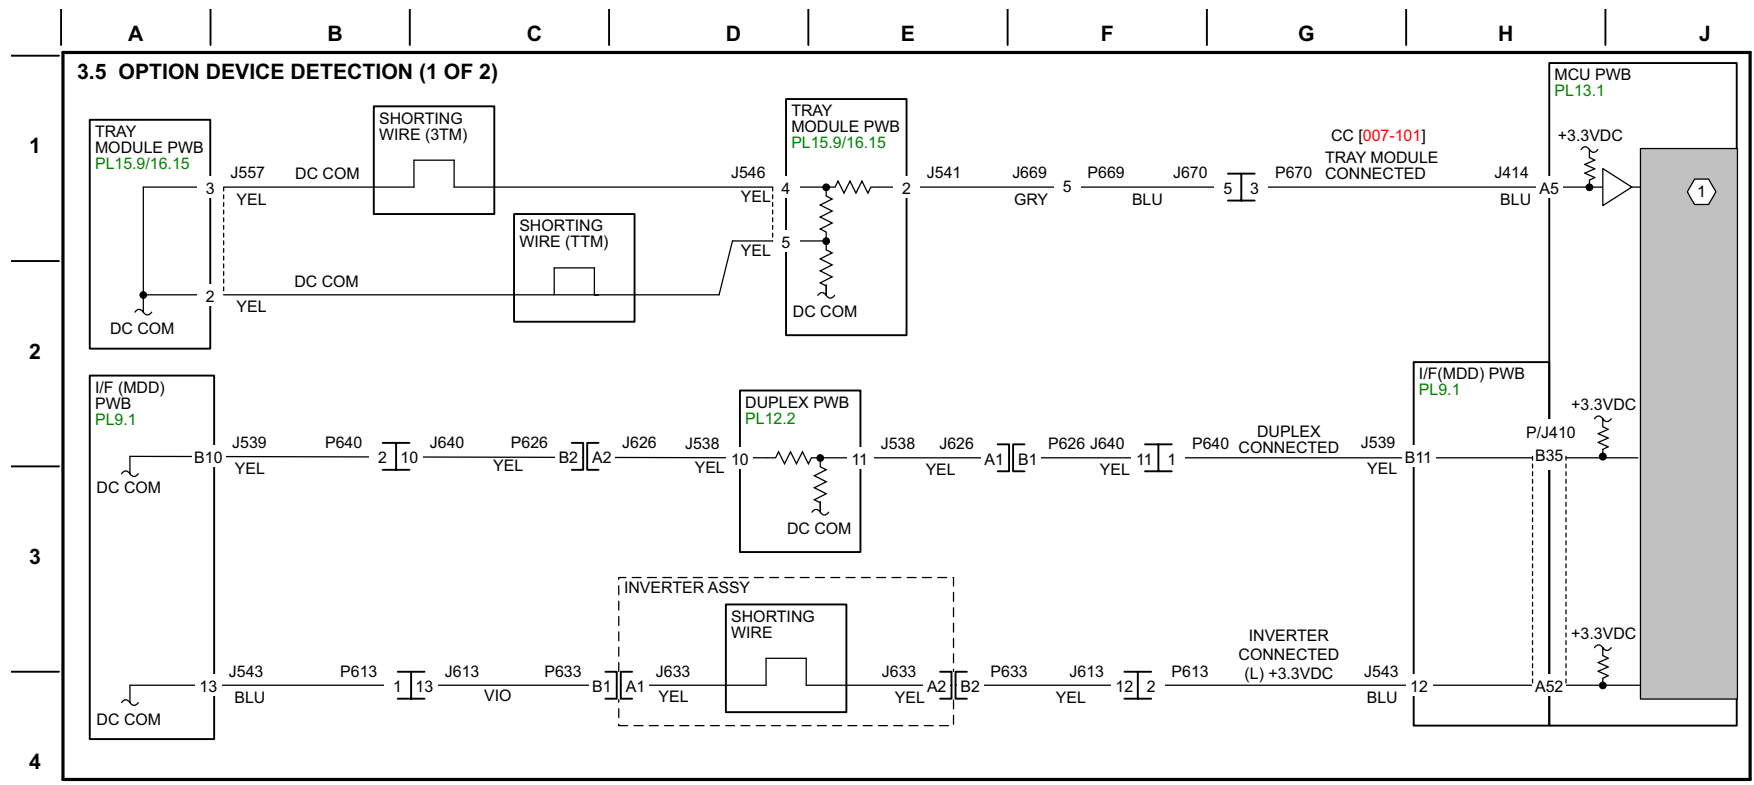 A B C D E F G H J
3.5 OPTION DEVICE DETECTION (1 OF 2)
1
2
3
4
TRAY
MODULE PWB
PL15.9/16.15
3
2
DC COM
J557
YEL
DC COM
SHORTING
WIRE (3TM)
YEL
DC COM
SHORTING
WIRE (TTM)
J546
YEL
YEL
TRAY
MODULE PWB
PL15.9/16.15
4
5
2
DC COM
J541
J669
GRY
5
P669
BLU
J670
5 3
P670
CC [007-101]
TRAY MODULE
CONNECTED
J414
BLU
A5
MCU PWB
PL13.1
+3.3VDC
1
I/F (MDD)
PWB
PL9.1
B10
DC COM
J539
YEL
P640
2 10
J640
P626
YEL
B2 A2
J626
J538
YEL
DUPLEX PWB
PL12.2
10
11
DC COM
J538
J626
YEL
A1 B1
P626 J640
YEL
11 1
P640
DUPLEX
CONNECTED
J539
YEL
I/F(MDD) PWB
PL9.1
B11
P/J410
B35
+3.3VDC
13
DC COM
J543
BLU
P613
1 13
J613
VIO
P633
B1 A1
INVERTER ASSY
J633
YEL
SHORTING
WIRE
J633
YEL
A2 B2
P633
J613
YEL
12 2
P613
INVERTER
CONNECTED
(L) +3.3VDC
J543
BLU
12
A52
+3.3VDC